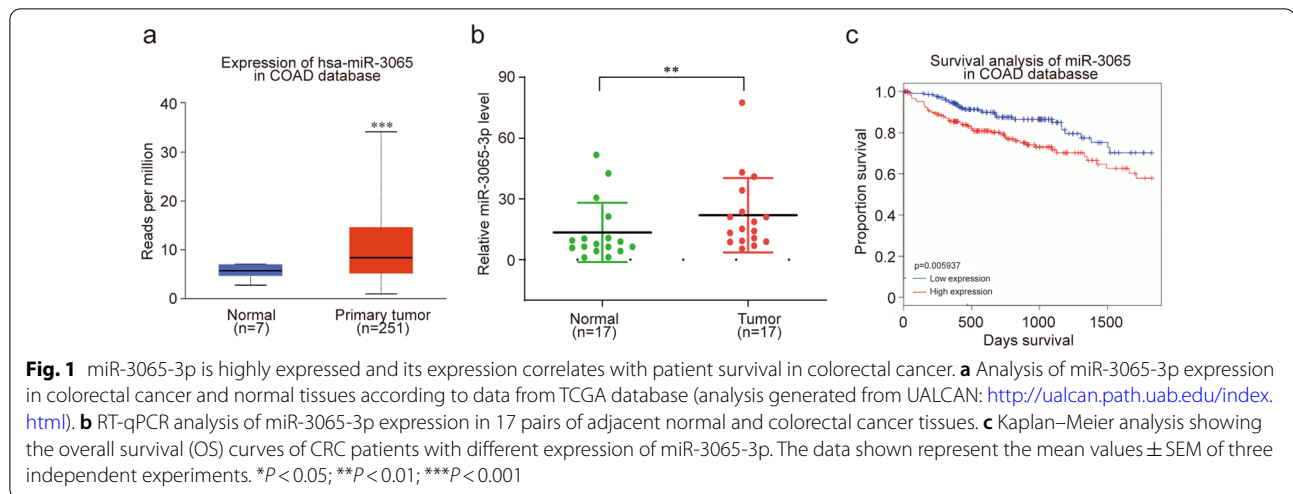 a
Expression of hsa-miR-3065
in COAD database
Reads per million
40
30
20
10
0
***
Normal
(n=7)
Primary tumor
(n=251)
b
Relative miR-3065-3p level
90
60
30
0
**
Normal
(n=17)
Tumor
(n=17)
c
Survival analysis of miR-3065
in COAD databasse
Proportion survival
1.0
0.8
0.6
0.4
0.2
0
p=0.005937
Low expression
High expression
0
500
1000
1500
Days survival
Fig. 1 miR-3065-3p is highly expressed and its expression correlates with patient survival in colorectal cancer. a Analysis of miR-3065-3p expression
in colorectal cancer and normal tissues according to data from TCGA database (analysis generated from UALCAN: http://ualcan.path.uab.edu/index.
html). b RT-qPCR analysis of miR-3065-3p expression in 17 pairs of adjacent normal and colorectal cancer tissues. c Kaplan–Meier analysis showing
the overall survival (OS) curves of CRC patients with different expression of miR-3065-3p. The data shown represent the mean values ± SEM of three
independent experiments. *P < 0.05; **P < 0.01; ***P < 0.001